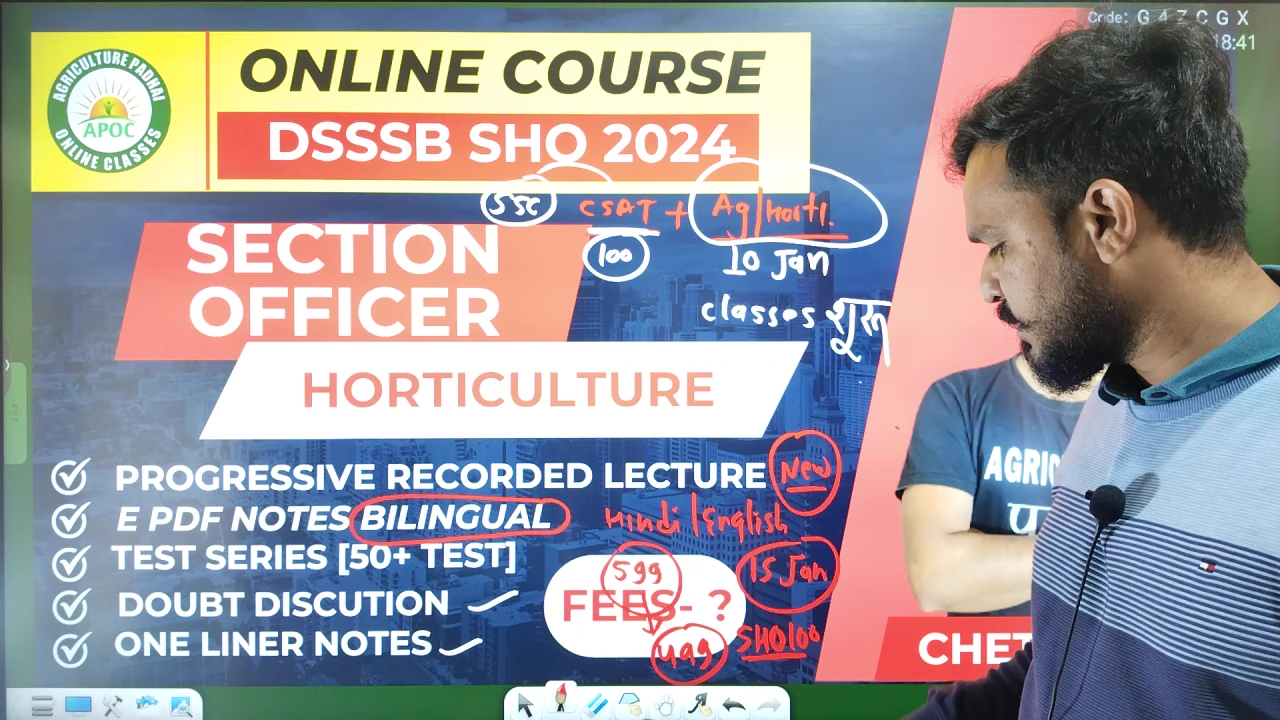 Code: G 4 Z C G X
18:41
AGRICULTURE PADHAI
APOC
ONLINE CLASSES
ONLINE COURSE
DSSSB SHO 2024
SSC CSAT + Ag/Horti.
100 10 Jan
classes शुरू
SECTION
OFFICER
HORTICULTURE
PROGRESSIVE RECORDED LECTURE New
E PDF NOTES BILINGUAL Hindi/English
TEST SERIES [50+ TEST]
599 15 Jan
DOUBT DISCUTION
FEES- ?
ONE LINER NOTES
499 SHO100
AGRIC
प
CHET